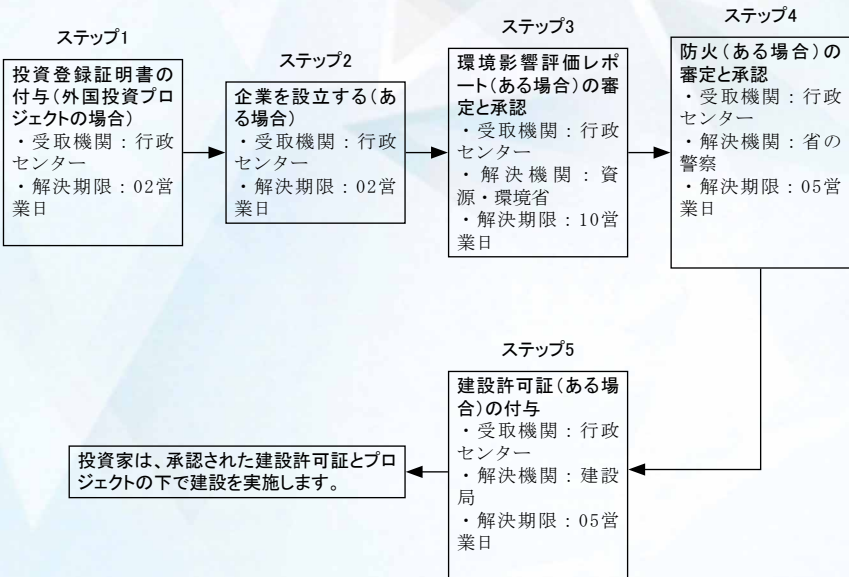 ステップ1
投資登録証明書の
付与(外国投資プロ
ジェクトの場合)
・受取機関：行政
センター
・解決期限：02営
業日
ステップ2
企業を設立する(あ
る場合)
・受取機関：行政
センター
・解決期限：02営
業日
ステップ3
環境影響評価レポ
ート(ある場合)の審
定と承認
・受取機関：行政
センター
・解決機関：資
源・環境省
・解決期限：10営
業日
ステップ4
防火(ある場合)の
審定と承認
・受取機関：行政
センター
・解決機関：省の
警察
・解決期限：05営
業日
ステップ5
建設許可証(ある場
合)の付与
・受取機関：行政
センター
・解決機関：建設
局
・解決期限：05営
業日
投資家は、承認された建設許可証とプロ
ジェクトの下で建設を実施します。